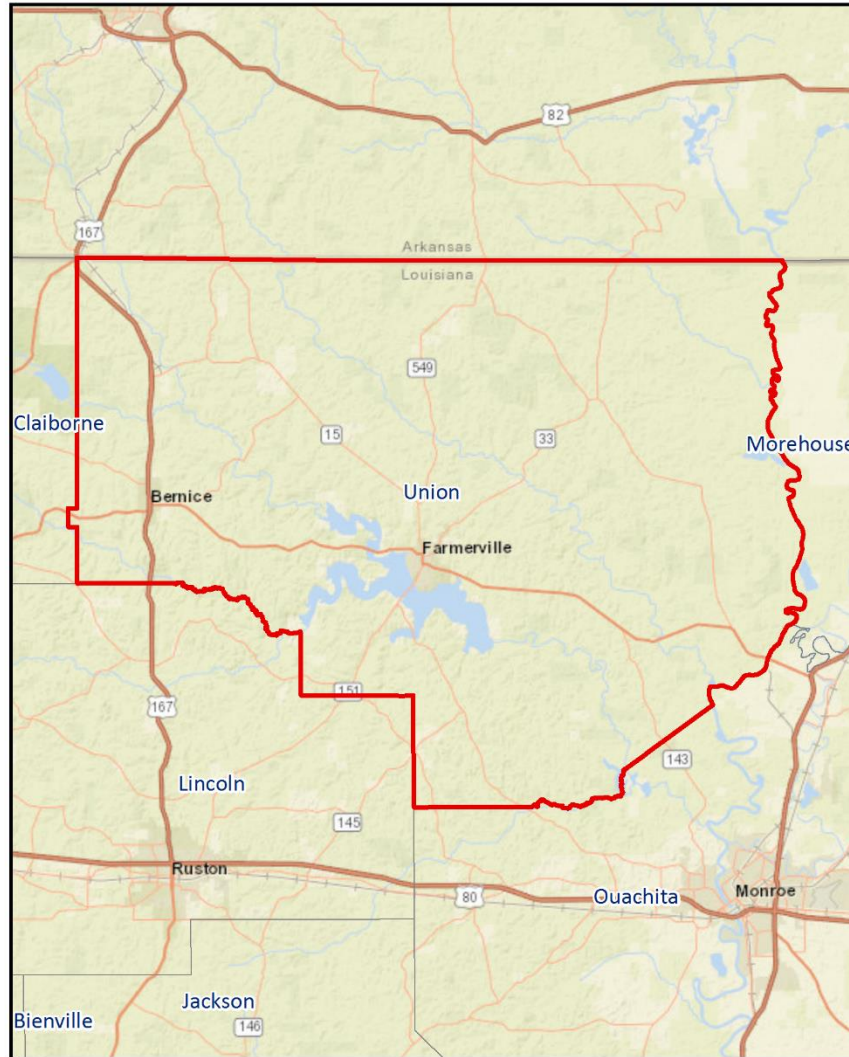 82
167
Arkansas
Louisiana
549
Claiborne
15
33
Morehouse
Bernice
Union
Farmerville
151
167
143
Lincoln
145
Ruston
80
Ouachita
Monroe
Jackson
Bienville
146